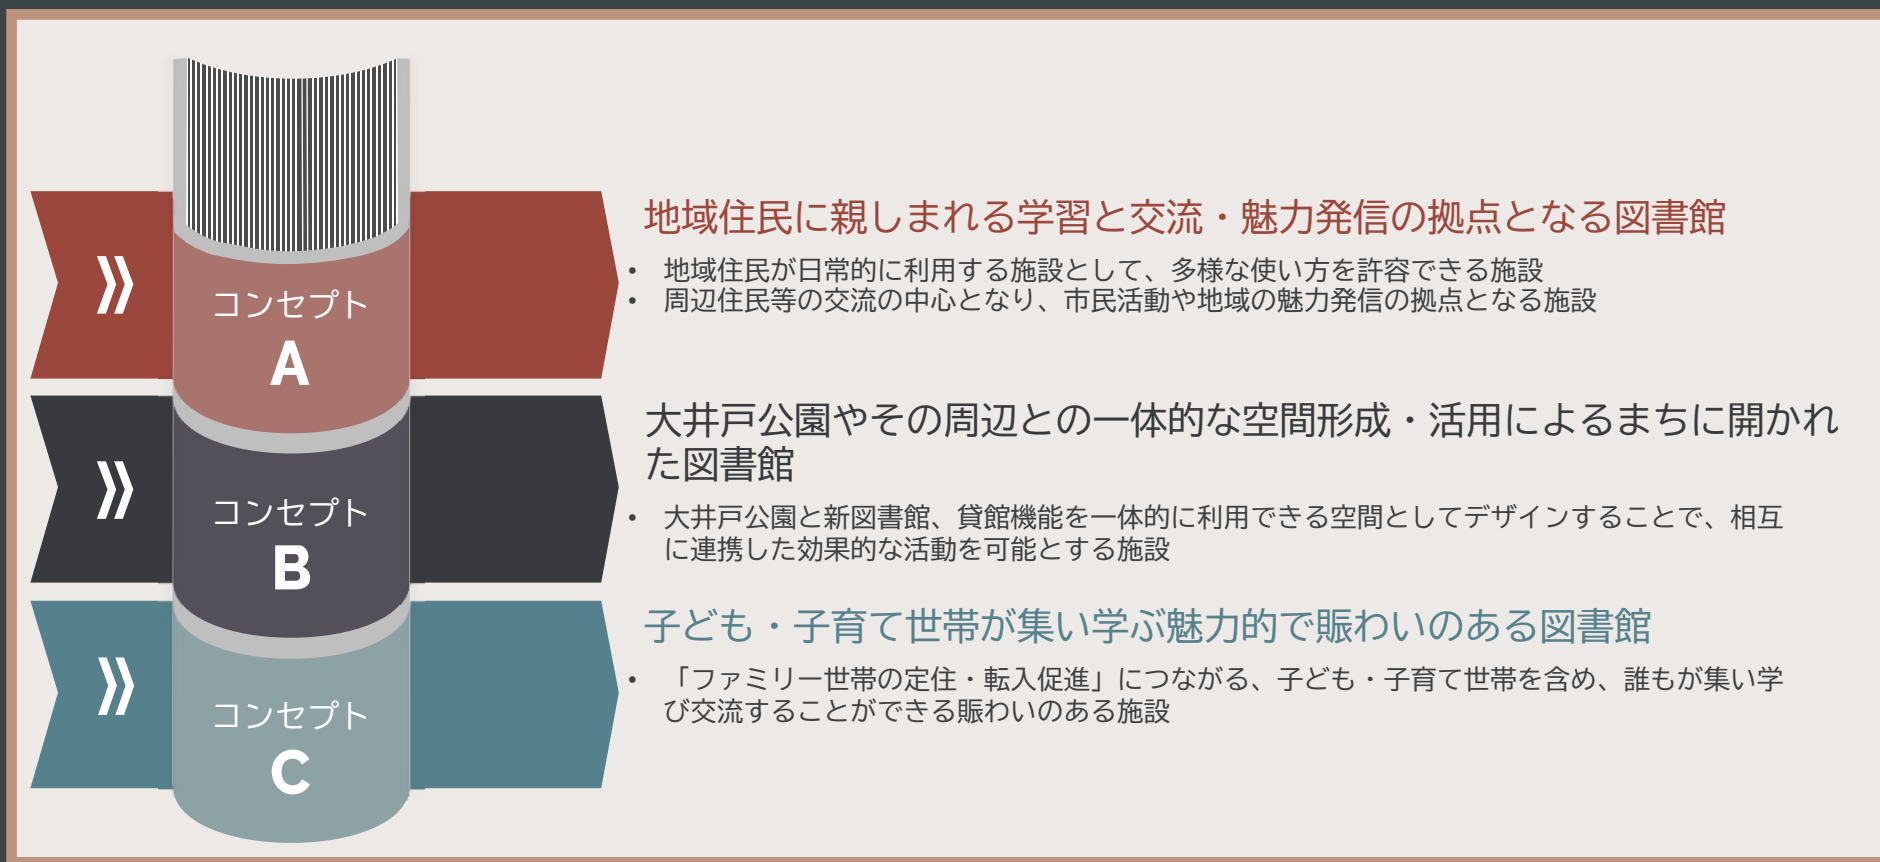 コンセプト
A
地域住民に親しまれる学習と交流・魅力発信の拠点となる図書館
• 地域住民が日常的に利用する施設として、多様な使い方を許容できる施設
• 周辺住民等の交流の中心となり、市民活動や地域の魅力発信の拠点となる施設
コンセプト
B
大井戸公園やその周辺との一体的な空間形成・活用によるまちに開かれ
た図書館
• 大井戸公園と新図書館、貸館機能を一体的に利用できる空間としてデザインすることで、相互
に連携した効果的な活動を可能とする施設
コンセプト
C
子ども・子育て世帯が集い学ぶ魅力的で賑わいのある図書館
• 「ファミリー世帯の定住・転入促進」につながる、子ども・子育て世帯を含め、誰もが集い学
び交流することができる賑わいのある施設